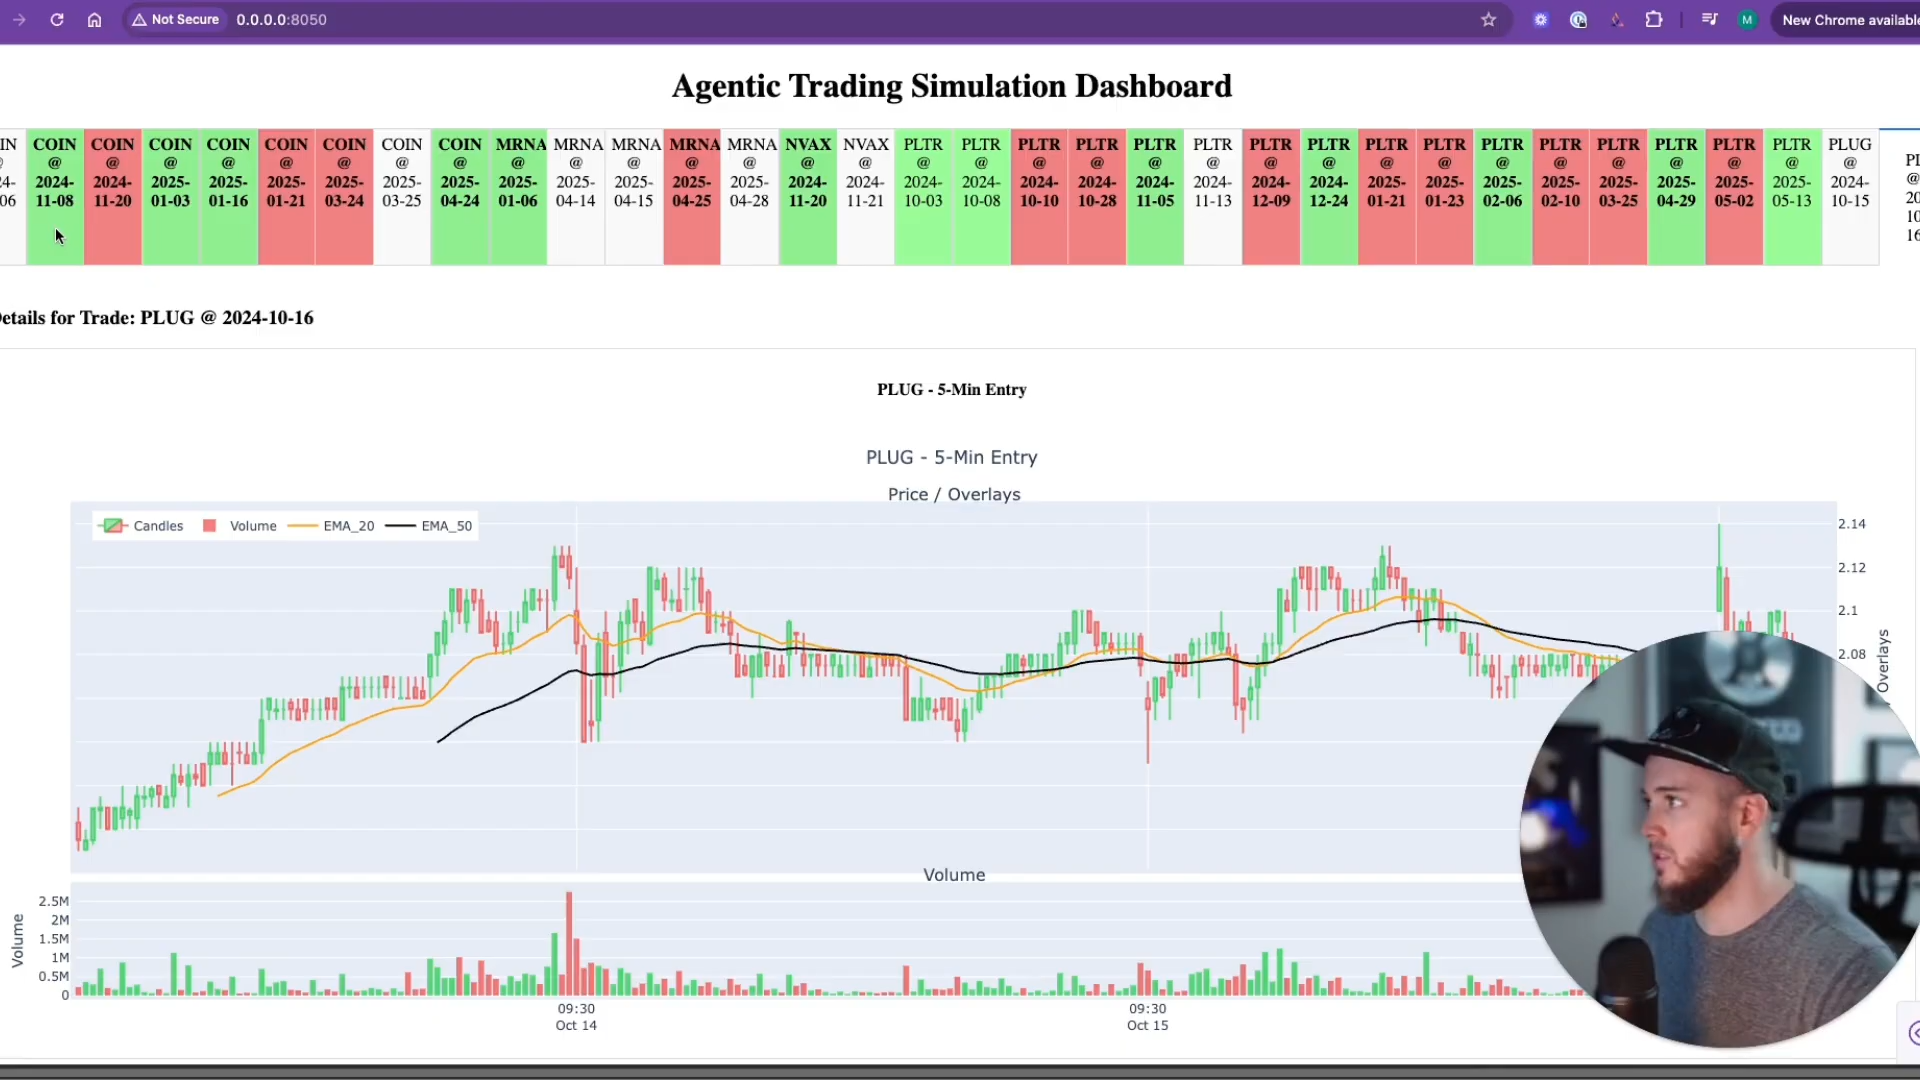 Not Secure 0.0.0.0:8050
M New Chrome available
Agentic Trading Simulation Dashboard
IN COIN COIN COIN COIN COIN COIN COIN COIN MRNA MRNA MRNA MRNA MRNA NVAX NVAX PLTR PLTR PLTR PLTR PLTR PLTR PLTR PLTR PLTR PLTR PLTR PLTR PLTR PLTR PLTR PLTR PLUG
@ @ @ @ @ @ @ @ @ @ @ @ @ @ @ @ @ @ @ @ @ @ @ @ @ @ @ @ @ @ @ @ @
24- 2024- 2024- 2025- 2025- 2025- 2025- 2025- 2025- 2025- 2025- 2025- 2025- 2025- 2024- 2024- 2024- 2024- 2024- 2024- 2024- 2024- 2024- 2024- 2025- 2025- 2025- 2025- 2025- 2025- 2025- 2025- 2024-
06 11-08 11-20 01-03 01-16 01-21 03-24 03-25 04-24 01-06 04-14 04-15 04-25 04-28 11-20 11-21 10-03 10-08 10-10 10-28 11-05 11-13 12-09 12-24 01-21 01-23 02-06 02-10 03-25 04-29 05-02 05-13 10-15
PL
@
20
10
16
Details for Trade: PLUG @ 2024-10-16
PLUG - 5-Min Entry
PLUG - 5-Min Entry
Price / Overlays
Candles Volume EMA_20 EMA_50
2.14
2.12
2.1
2.08
Overlays
Volume
2.5M
2M
1.5M
1M
0.5M
0
Volume
09:30 09:30
Oct 14 Oct 15